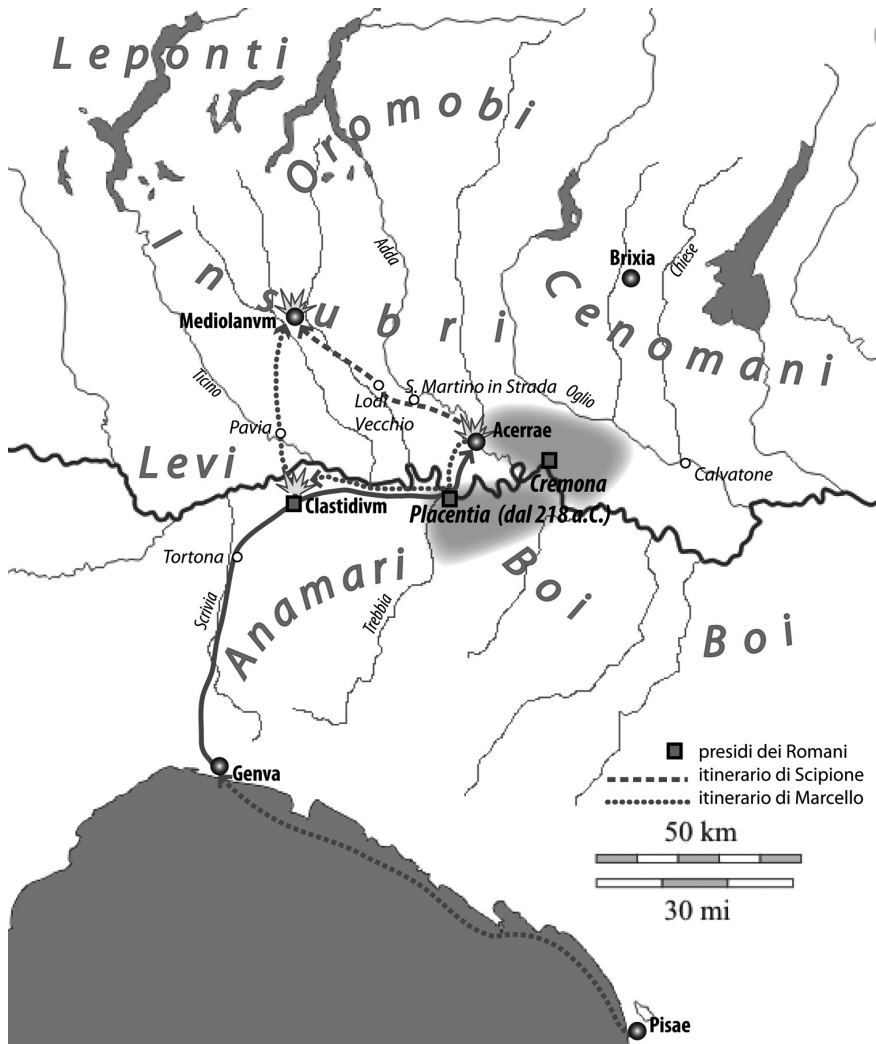 Leponti
Oromobi
Insubri
Cenomani
Adda
Brixia
Chiese
Mediolanvm
Ticino
S. Martino in Strada
Lodi
Vecchio
Oglio
Pavia
Acerrae
Levi
Cremona
Calvatone
Clastidivm
Placentia (dal 218 a.C.)
Tortona
Anamari
Boi
Scrivia
Trebbia
Boi
Genva
presidi dei Romani
itinerario di Scipione
itinerario di Marcello
50 km
30 mi
Pisae